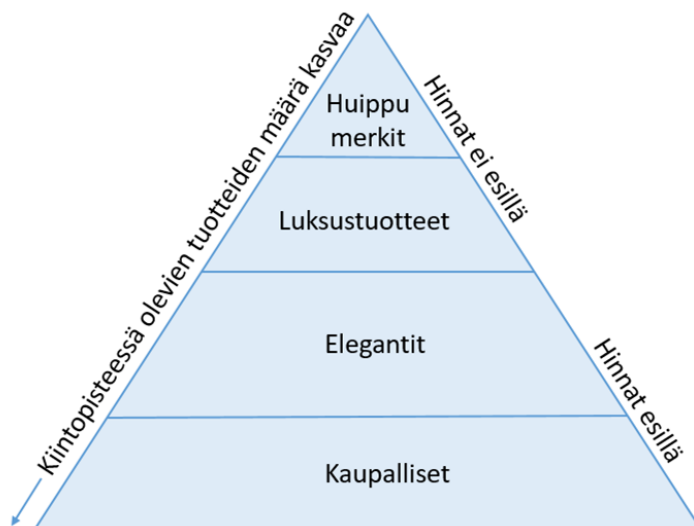 Kiintopisteessä olevien tuotteiden määrä kasvaa
Huippu
merkit
Hinnat ei esillä
Luksustuotteet
Elegantit
Hinnat esillä
Kaupalliset